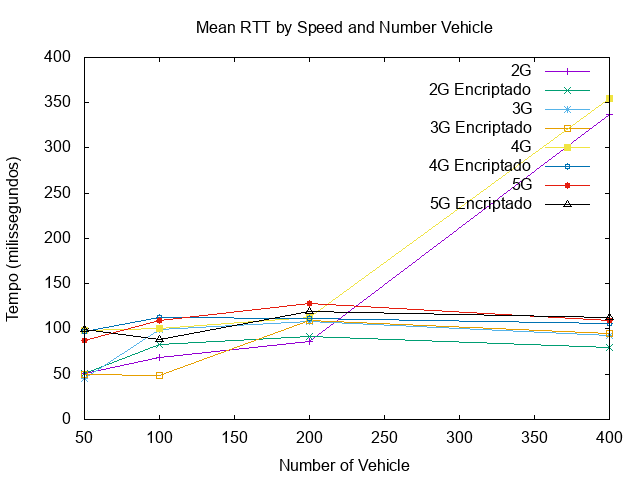 Mean RTT by Speed and Number Vehicle
400
350
300
250
200
150
100
50
0
Tempo (milissegundos)
2G
2G Encriptado
3G
3G Encriptado
4G
4G Encriptado
5G
5G Encriptado
50 100 150 200 250 300 350 400
Number of Vehicle